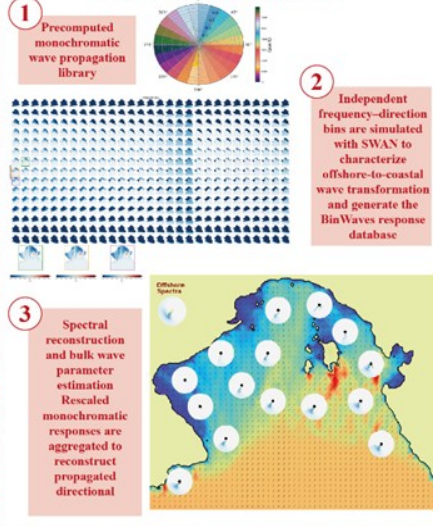 1
Precomputed
monochromatic
wave propagation
library
2
Independent
frequency–direction
bins are simulated
with SWAN to
characterize
offshore-to-coastal
wave transformation
and generate the
BinWaves response
database
3
Spectral
reconstruction
and bulk wave
parameter
estimation
Rescaled
monochromatic
responses are
aggregated to
reconstruct
propagated
directional
Offshore
Spectra